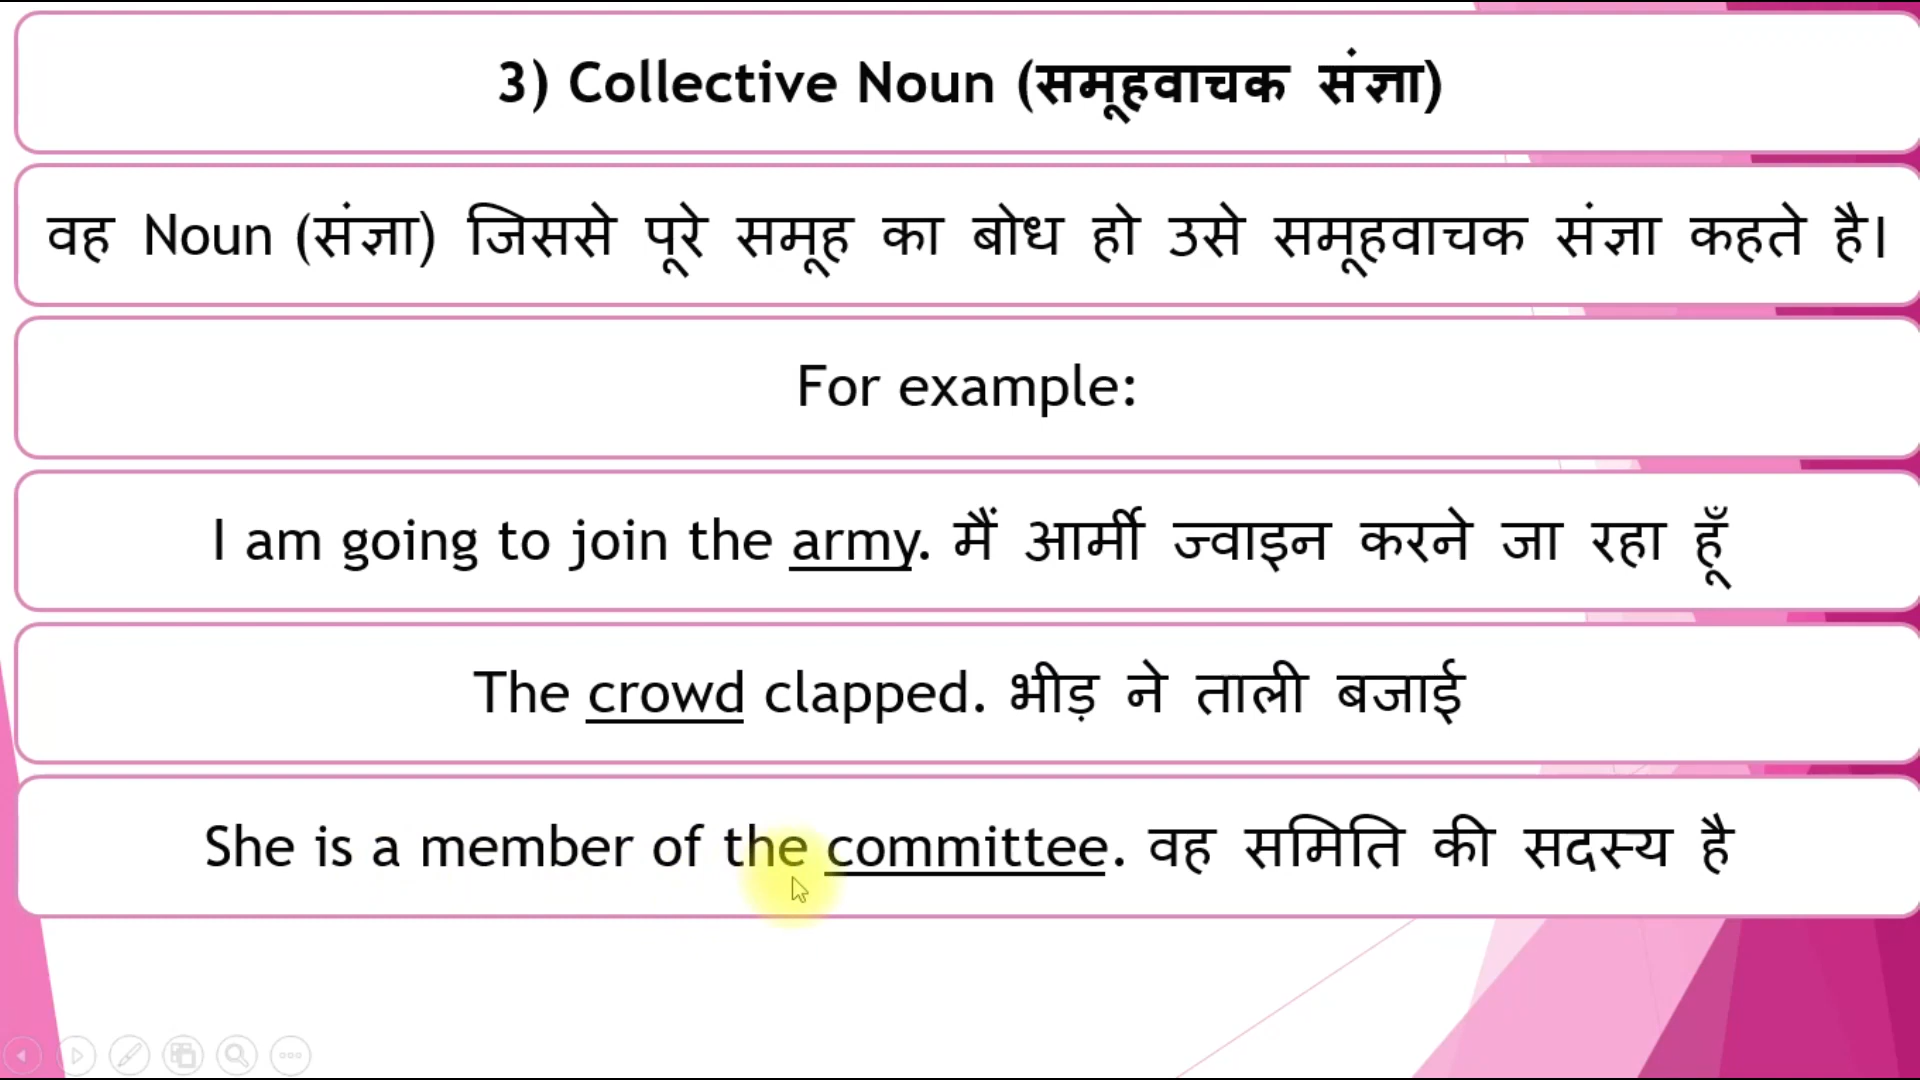 3) Collective Noun (समूहवाचक संज्ञा)
वह Noun (संज्ञा) जिससे पूरे समूह का बोध हो उसे समूहवाचक संज्ञा कहते है।
For example:
I am going to join the army. मैं आर्मी ज्वाइन करने जा रहा हूँ
The crowd clapped. भीड़ ने ताली बजाई
She is a member of the committee. वह समिति की सदस्य है